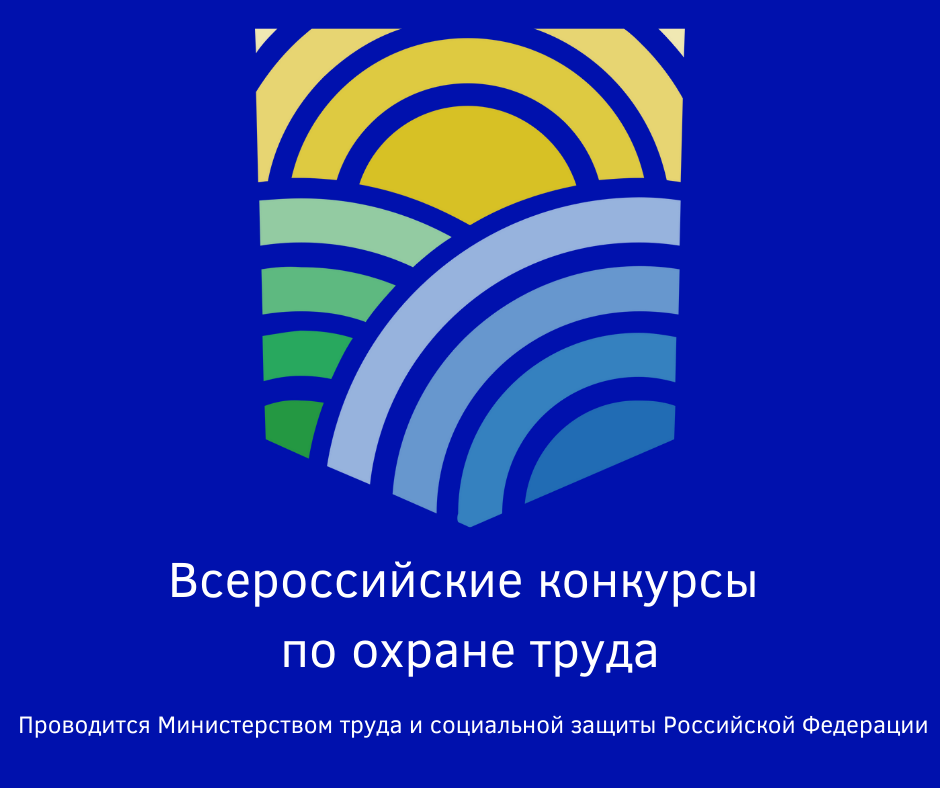 Всероссийские конкурсы
по охране труда
Проводится Министерством труда и социальной защиты Российской Федерации